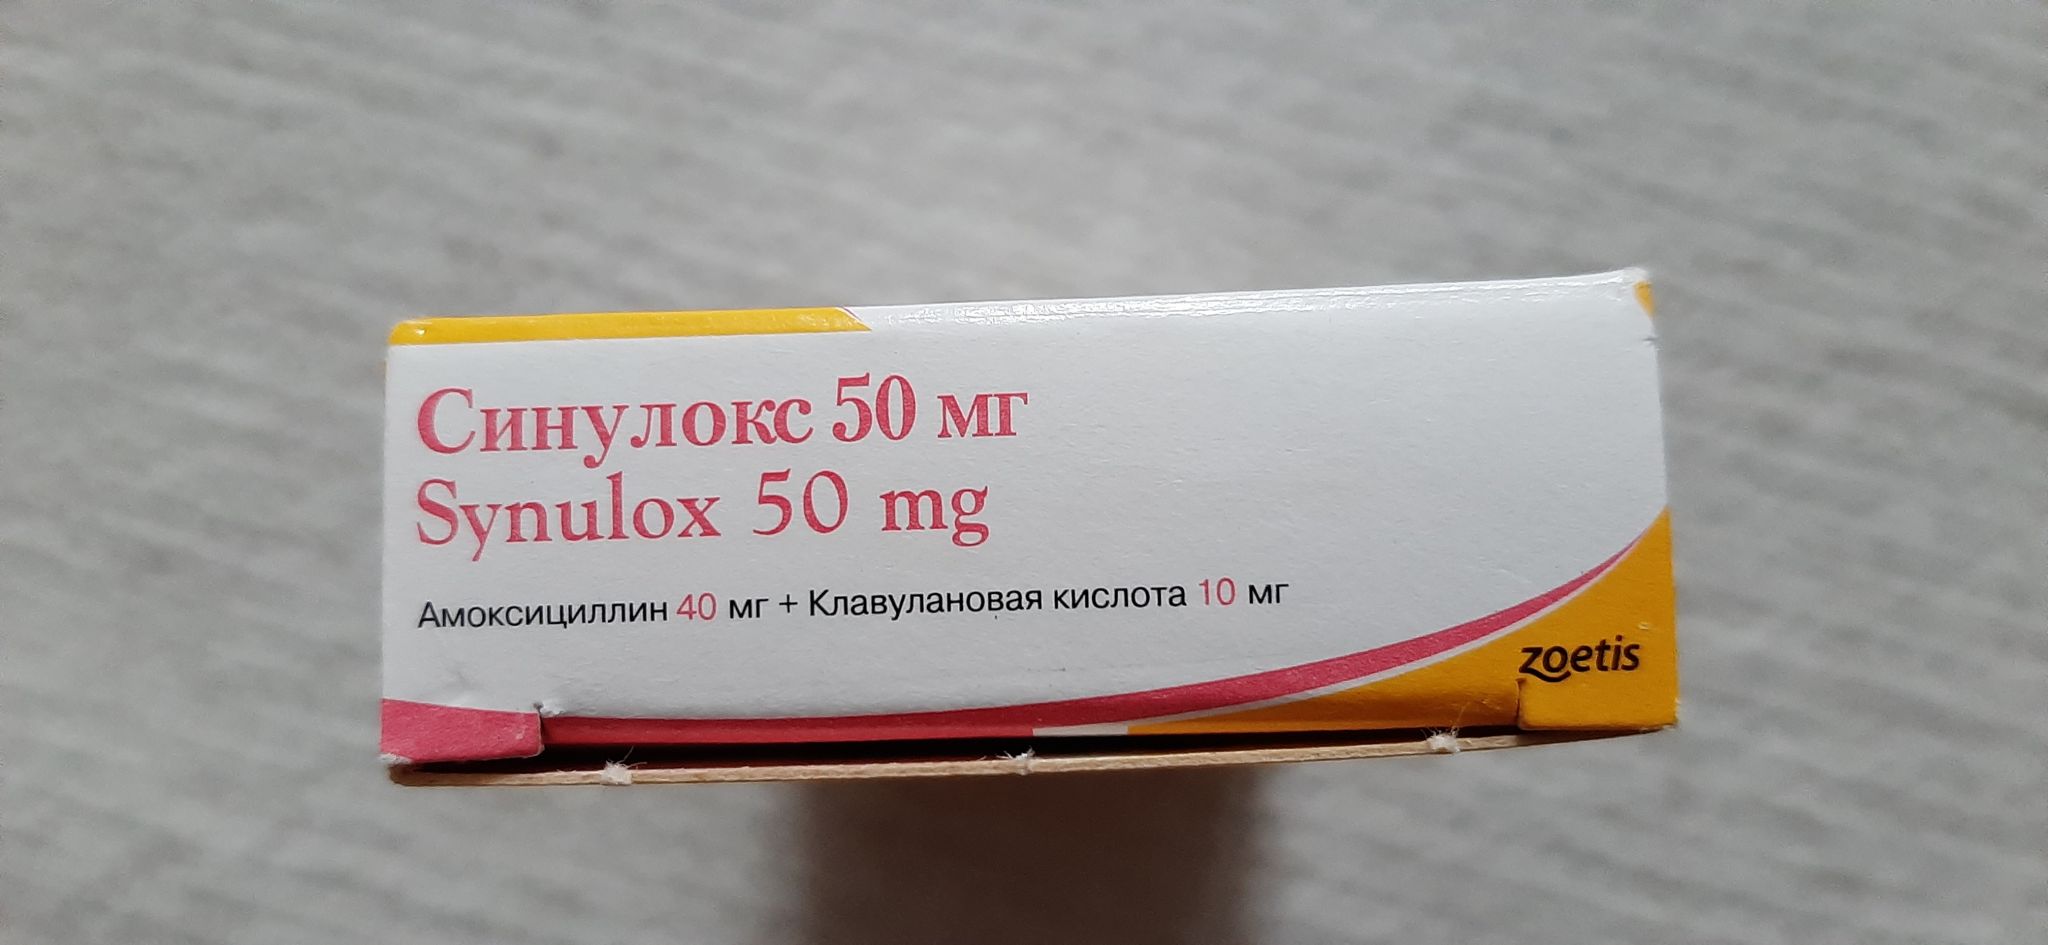 Синулокс 50 мг
Synulox 50 mg
Амоксициллин 40 мг + Клавулановая кислота 10 мг
zoetis